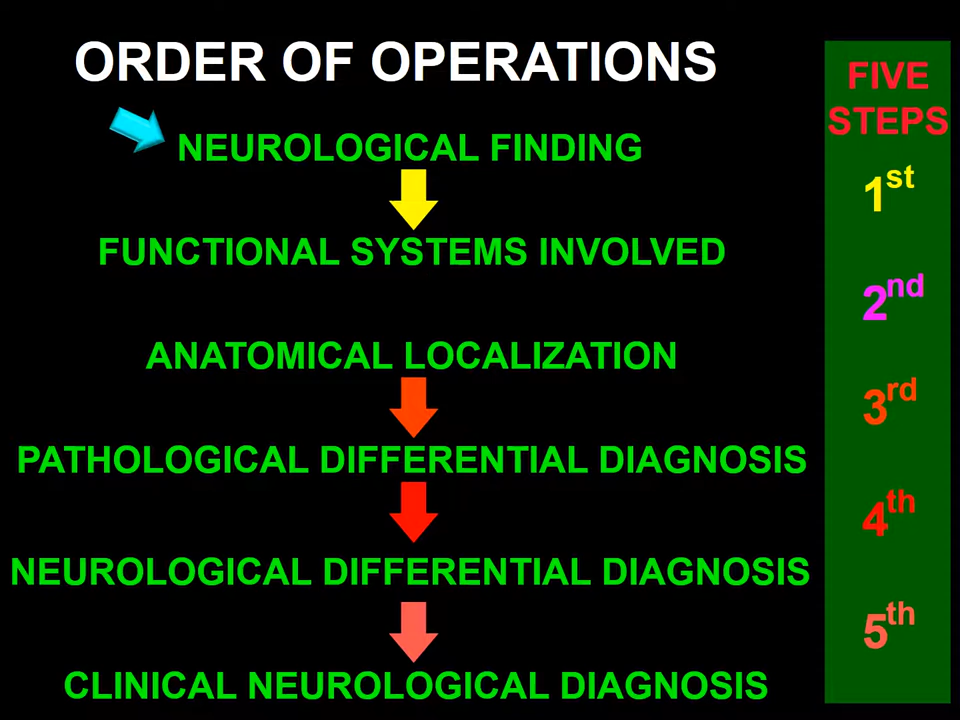 ORDER OF OPERATIONS
NEUROLOGICAL FINDING
FUNCTIONAL SYSTEMS INVOLVED
ANATOMICAL LOCALIZATION
PATHOLOGICAL DIFFERENTIAL DIAGNOSIS
NEUROLOGICAL DIFFERENTIAL DIAGNOSIS
CLINICAL NEUROLOGICAL DIAGNOSIS
FIVE
STEPS
1st
2nd
3rd
4th
5th